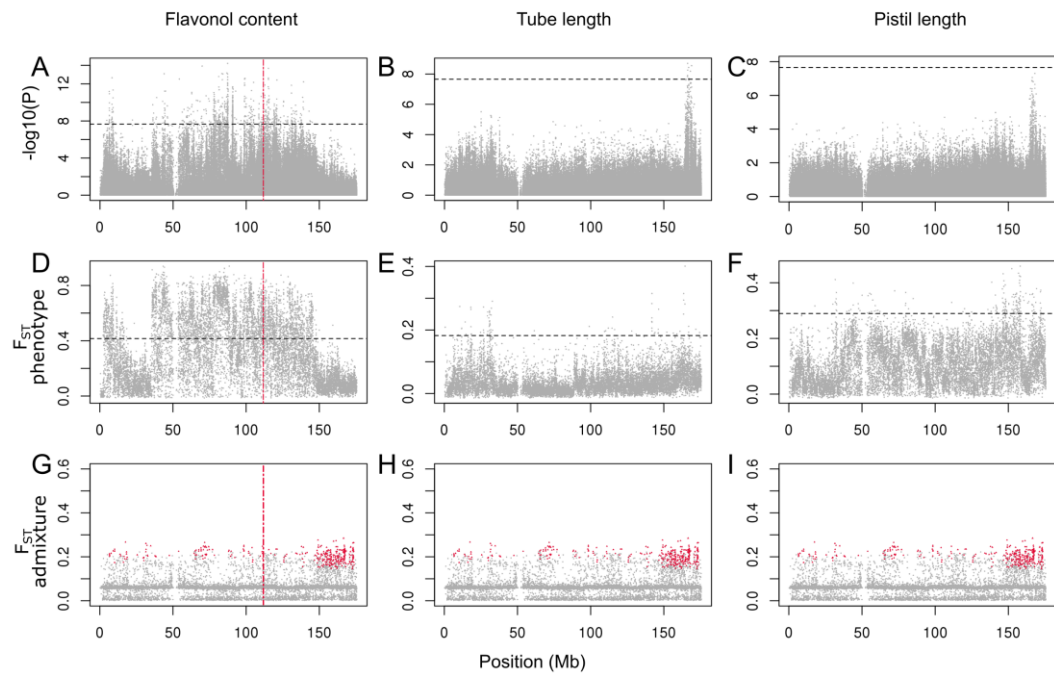 Flavonol content Tube length Pistil length
A B C
-log10(P)
0 4 8 12
0 2 4 6 8
0 2 4 6 8
0 50 100 150
0 50 100 150
0 50 100 150
D E F
FST phenotype
0.0 0.4 0.8
0.0 0.2 0.4
0.0 0.2 0.4
0 50 100 150
0 50 100 150
0 50 100 150
G H I
FST admixture
0.0 0.2 0.4 0.6
0.0 0.2 0.4 0.6
0.0 0.2 0.4 0.6
0 50 100 150
0 50 100 150
0 50 100 150
Position (Mb)